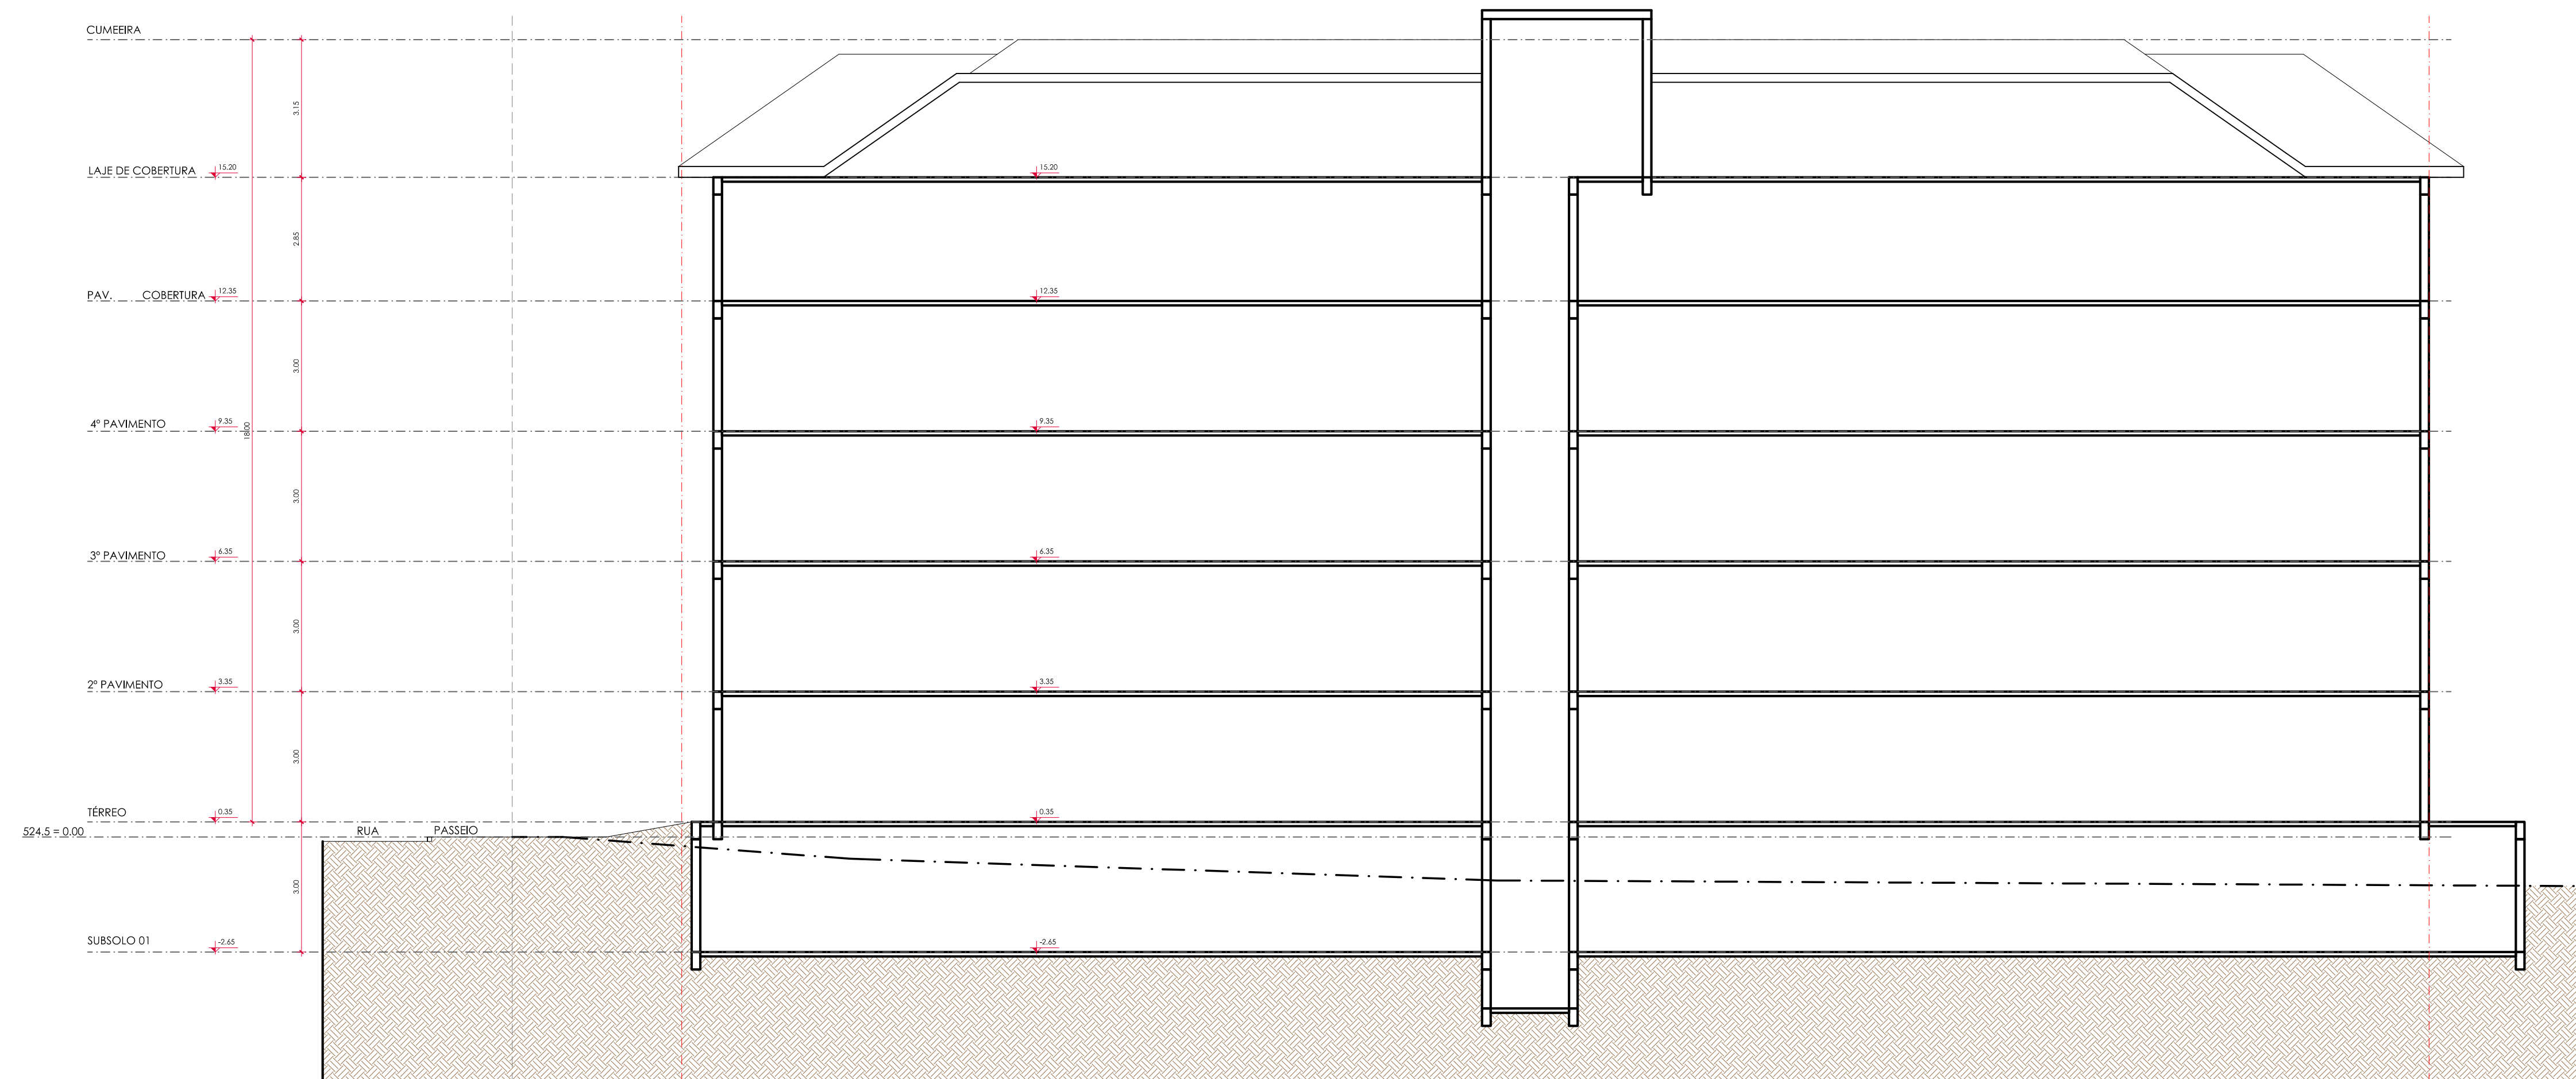 CUMEEIRA
3.15
LAJE DE COBERTURA 15.20 15.20
2.85
PAV. COBERTURA 12.35 12.35
3.00
4º PAVIMENTO 9.35 9.35
18.00
3.00
3º PAVIMENTO 6.35 6.35
3.00
2º PAVIMENTO 3.35 3.35
3.00
TÉRREO 0.35 0.35
524.5 = 0.00 RUA PASSEIO
3.00
SUBSOLO 01 -2.65 -2.65